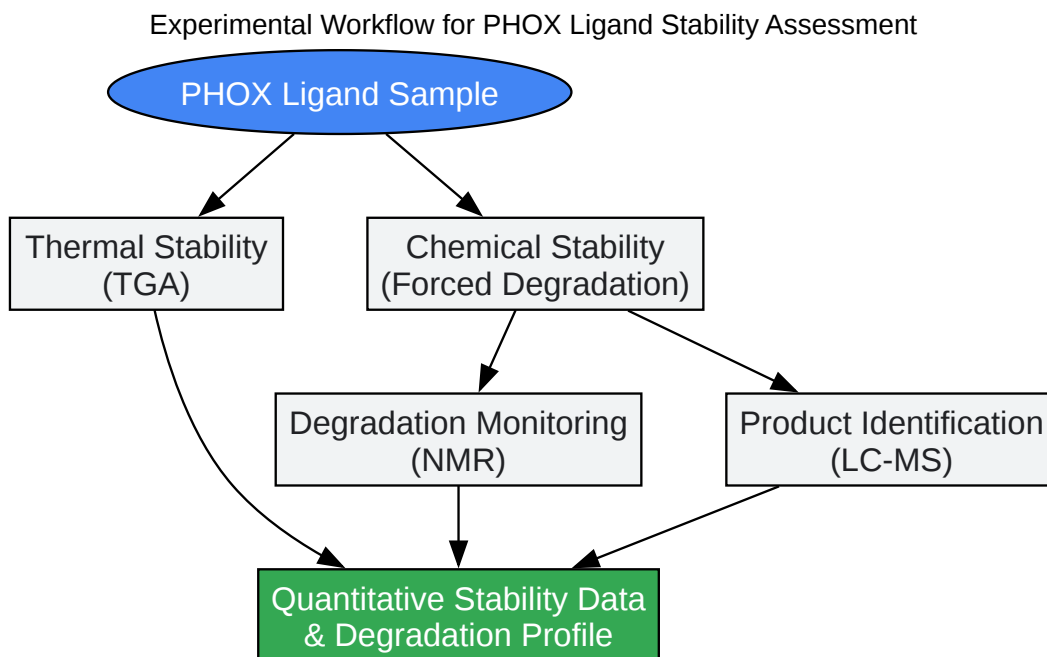 Experimental Workflow for PHOX Ligand Stability Assessment
PHOX Ligand Sample
Thermal Stability
(TGA)
Chemical Stability
(Forced Degradation)
Degradation Monitoring
(NMR)
Product Identification
(LC-MS)
Quantitative Stability Data
& Degradation Profile